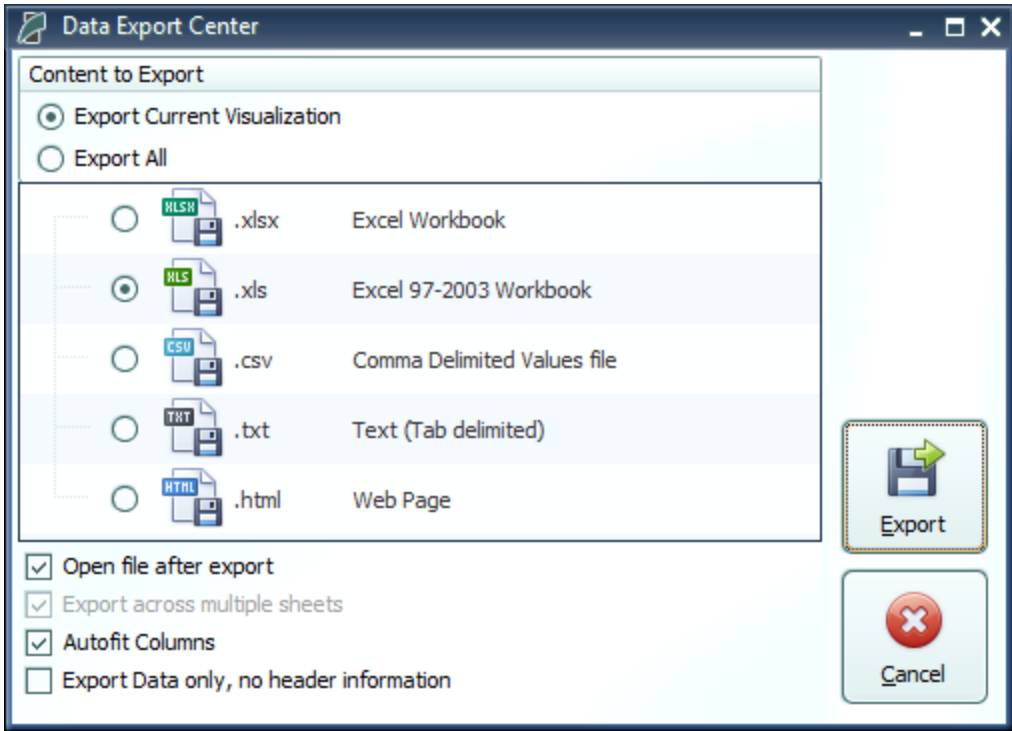 Data Export Center
Content to Export
Export Current Visualization
Export All
XLSX .xlsx Excel Workbook
XLS .xls Excel 97-2003 Workbook
CSV .csv Comma Delimited Values file
TXT .txt Text (Tab delimited)
HTML .html Web Page
Open file after export
Export across multiple sheets
Autofit Columns
Export Data only, no header information
Export
Cancel